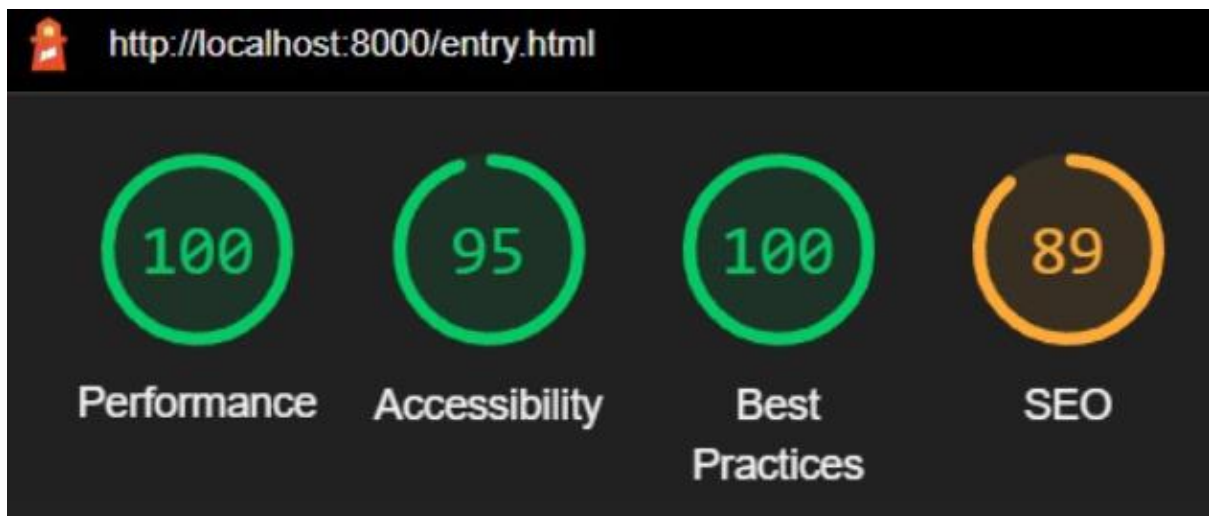 http://localhost:8000/entry.html
100
95
100
89
Performance
Accessibility
Best
Practices
SEO